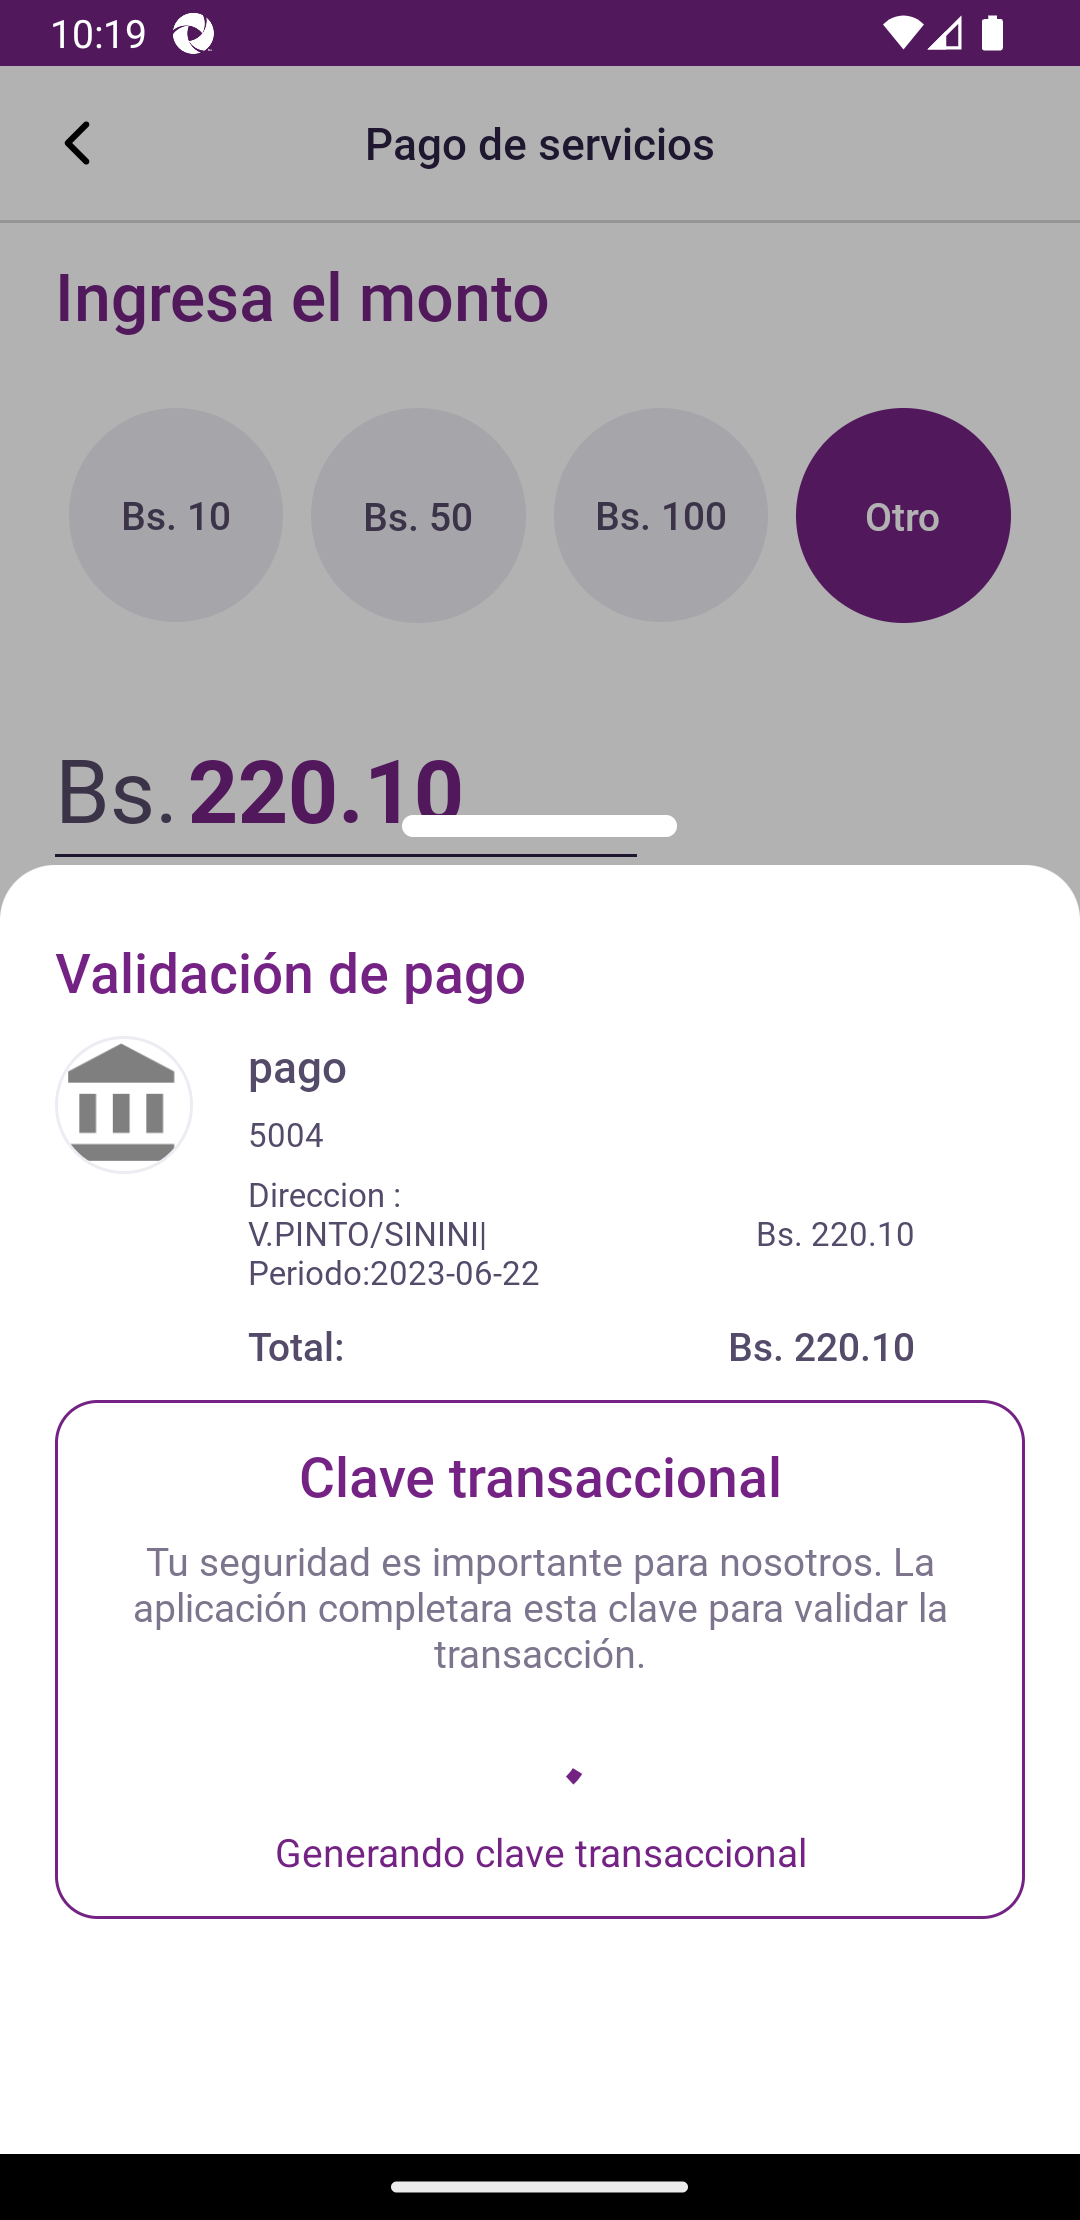 10:19
Pago de servicios
Ingresa el monto
Bs. 10
Bs. 50
Bs. 100
Otro
Bs. 220.10
Validación de pago
pago
5004
Direccion :
V.PINTO/SININI|
Periodo:2023-06-22
Bs. 220.10
Total:
Bs. 220.10
Clave transaccional
Tu seguridad es importante para nosotros. La
aplicación completara esta clave para validar la
transacción.
Generando clave transaccional